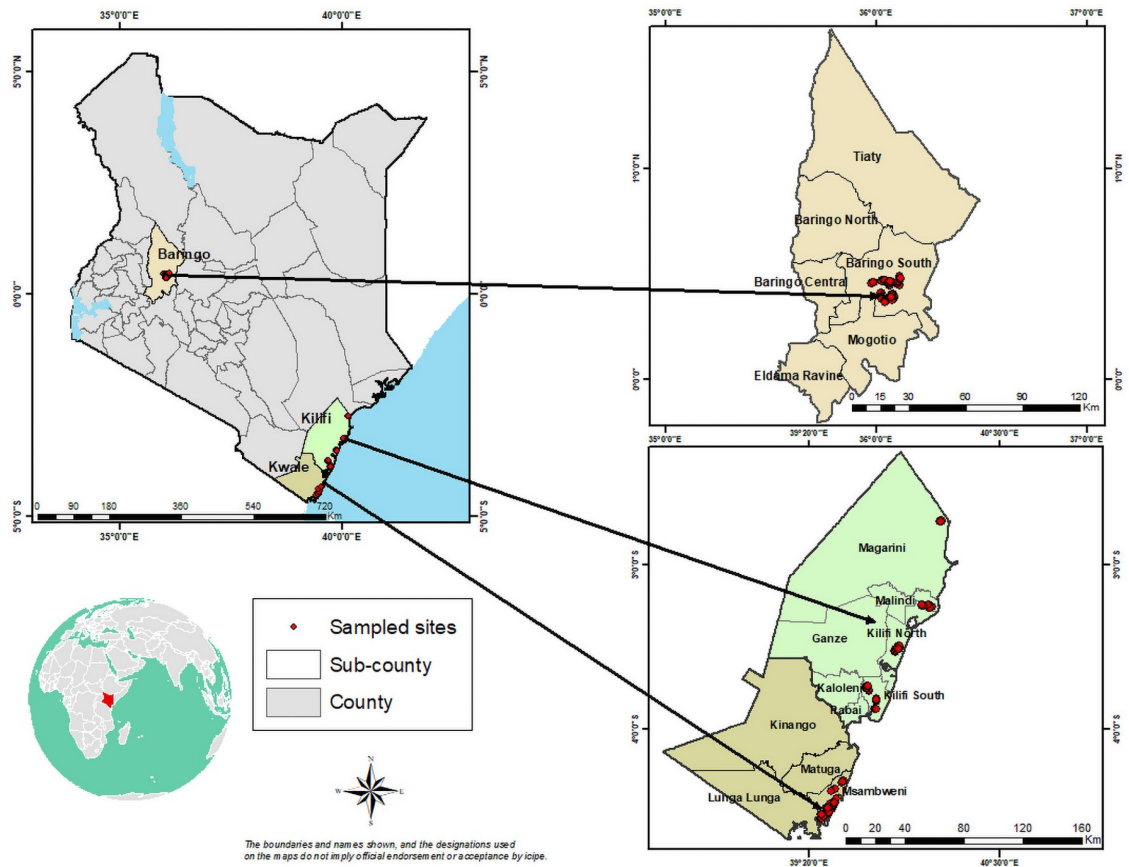 35°0'0"E
40°0'0"E
5°0'0"N
5°0'0"N
0°0'0"
0°0'0"
5°0'0"S
5°0'0"S
Baringo
Kilifi
Kwale
0 90 180 360 540 720
Km
35°0'0"E
40°0'0"E
35°0'0"E
36°0'0"E
37°0'0"E
1°0'0"N
1°0'0"N
0°0'0"
0°0'0"
Tiaty
Baringo North
Baringo South
Baringo Central
Mogotio
Eldama Ravine
0 15 30 60 90 120
Km
35°0'0"E
36°0'0"E
37°0'0"E
39°20'0"E
40°30'0"E
3°0'0"S
3°0'0"S
4°0'0"S
4°0'0"S
Magarini
Malindi
Ganze
Kilifi North
Kaloleni
Kilifi South
Rabai
Kinango
Matuga
Msambweni
Lunga Lunga
0 20 40 80 120 160
Km
39°20'0"E
40°30'0"E
Sampled sites
Sub-county
County
N
W
E
S
The boundaries and names shown, and the designations used
on the maps do not imply official endorsement or acceptance by icipe.